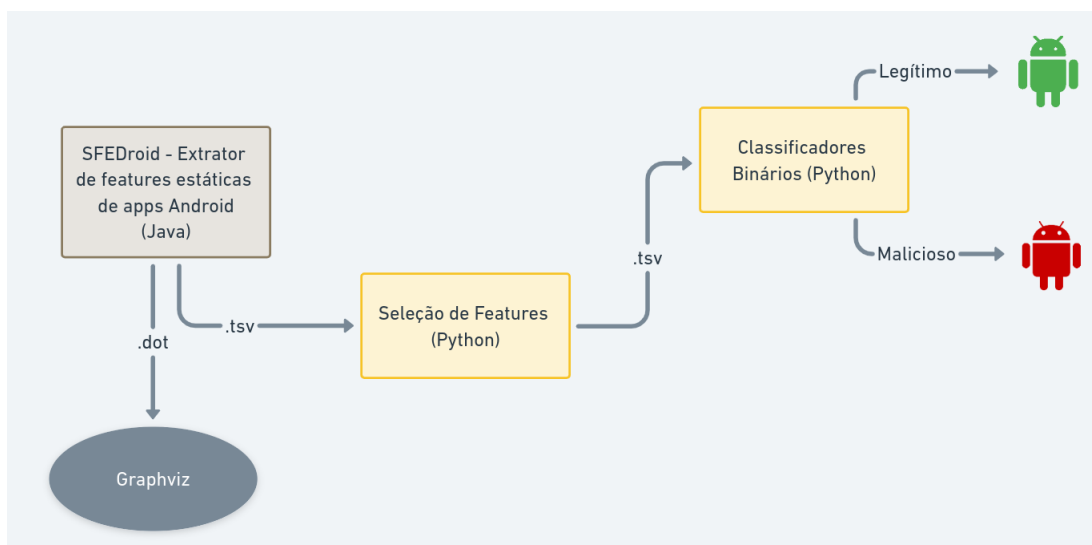 SFEDroid - Extrator
de features estáticas
de apps Android
(Java)
.dot
.tsv
Graphviz
Seleção de Features
(Python)
.tsv
Classificadores
Binários (Python)
Legítimo
Malicioso